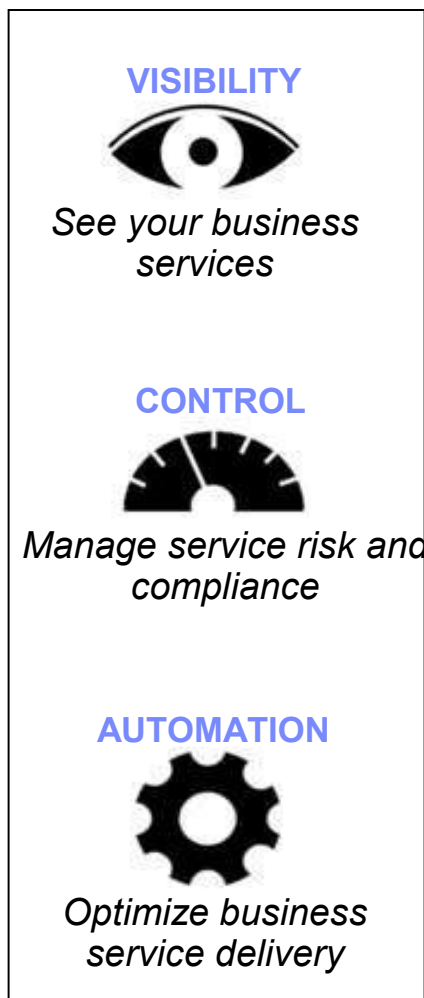 VISIBILITY
See your business
services
CONTROL
Manage service risk and
compliance
AUTOMATION
Optimize business
service delivery